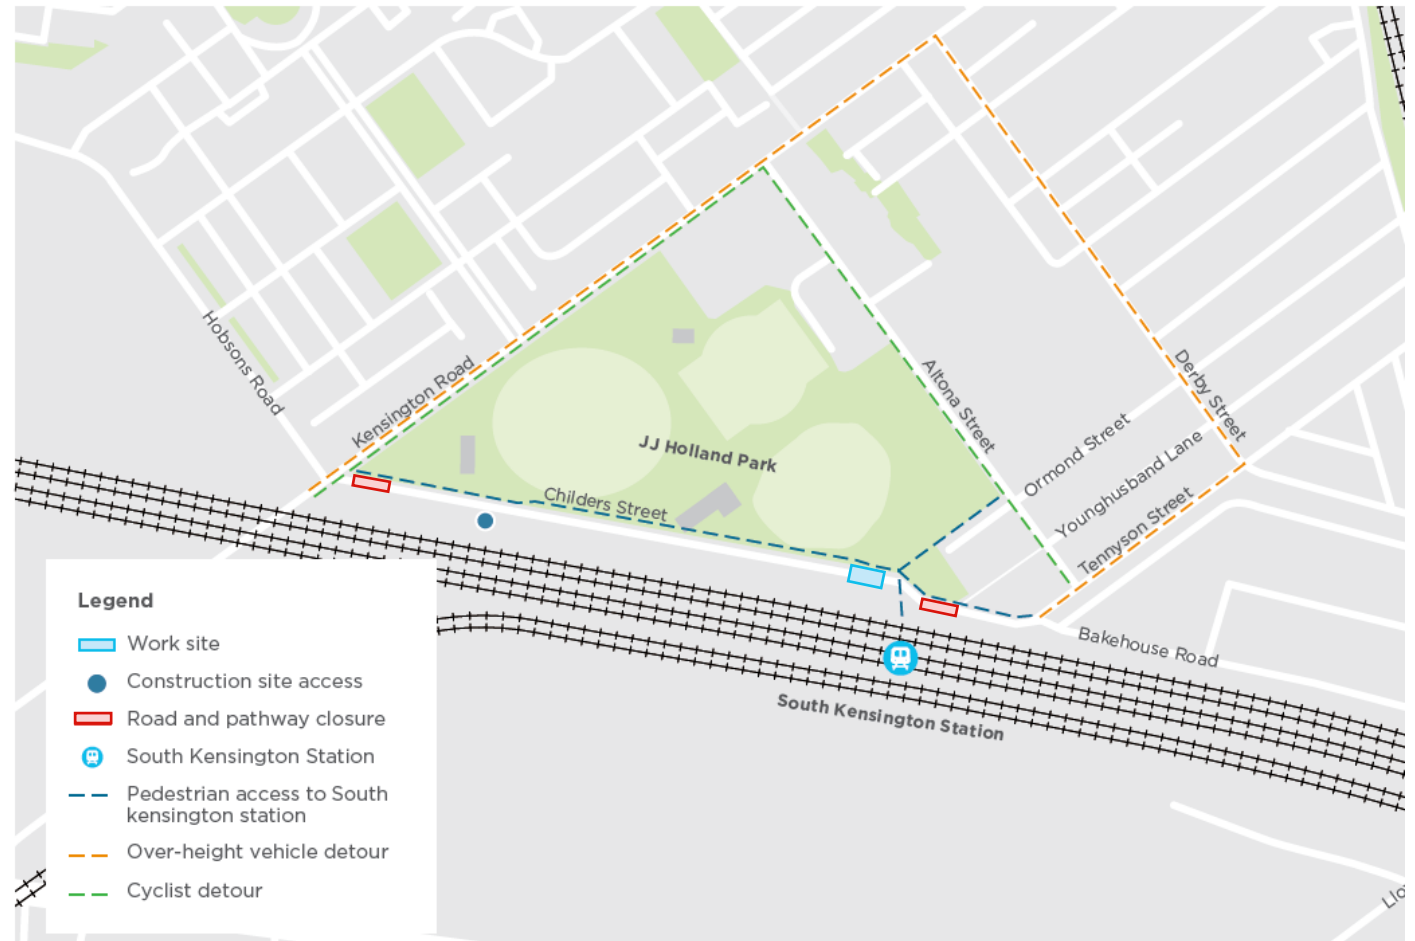 Hobsons Road
Kensington Road
JJ Holland Park
Childers Street
Altona Street
Ormond Street
Younghusband Lane
Tennyson Street
Derby Street
Bakehouse Road
South Kensington Station
Legend
Work site
Construction site access
Road and pathway closure
South Kensington Station
Pedestrian access to South
kensington station
Over-height vehicle detour
Cyclist detour